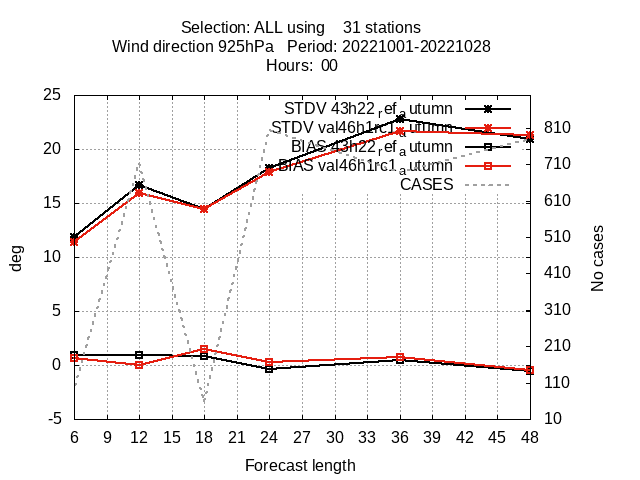 Selection: ALL using    31 stations
Wind direction 925hPa   Period: 20221001-20221028
Hours:  00
STDV 43h22_ref_autumn
STDV val46h1rc1_autumn
BIAS 43h22_ref_autumn
BIAS val46h1rc1_autumn
CASES
25
20
15
10
5
0
-5
deg
810
710
610
510
410
310
210
110
10
No cases
6 9 12 15 18 21 24 27 30 33 36 39 42 45 48
Forecast length